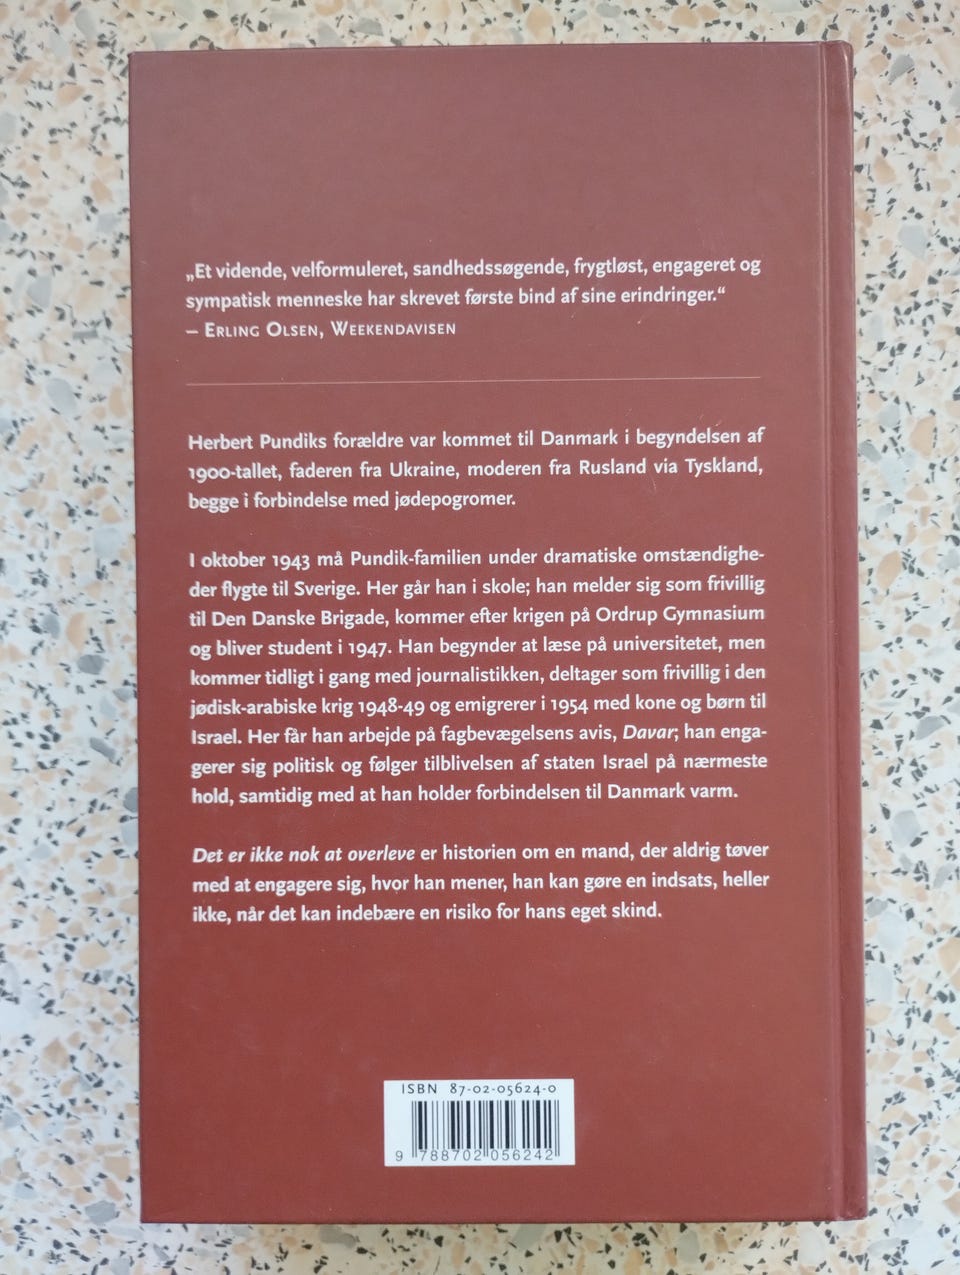 „Et vidende, velformuleret, sandhedssøgende, frygtløst, engageret og
sympatisk menneske har skrevet første bind af sine erindringer.“
– Erling Olsen, Weekendavisen
Herbert Pundiks forældre var kommet til Danmark i begyndelsen af
1900-tallet, faderen fra Ukraine, moderen fra Rusland via Tyskland,
begge i forbindelse med jødepogromer.
I oktober 1943 må Pundik-familien under dramatiske omstændighe-
der flygte til Sverige. Her går han i skole; han melder sig som frivillig
til Den Danske Brigade, kommer efter krigen på Ordrup Gymnasium
og bliver student i 1947. Han begynder at læse på universitetet, men
kommer tidligt i gang med journalistikken, deltager som frivillig i den
jødisk-arabiske krig 1948-49 og emigrerer i 1954 med kone og børn til
Israel. Her får han arbejde på fagbevægelsens avis, Davar; han enga-
gerer sig politisk og følger tilblivelsen af staten Israel på nærmeste
hold, samtidig med at han holder forbindelsen til Danmark varm.
Det er ikke nok at overleve er historien om en mand, der aldrig tøver
med at engagere sig, hvor han mener, han kan gøre en indsats, heller
ikke, når det kan indebære en risiko for hans eget skind.
ISBN 87-02-05624-0
9 788702 056242